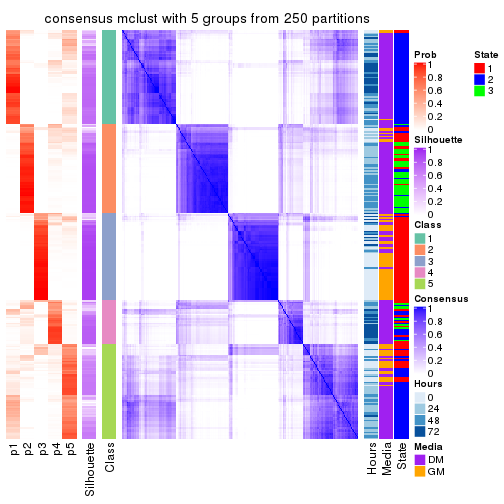 consensus mclust with 5 groups from 250 partitions
Prob
1
0.8
0.6
0.4
0.2
0
State
1
2
3
Silhouette
1
0.8
0.6
0.4
0.2
0
Class
1
2
3
4
5
Consensus
1
0.8
0.6
0.4
0.2
0
Hours
0
24
48
72
Media
DM
GM
p1
p2
p3
p4
p5
Silhouette
Class
Hours
Media
State